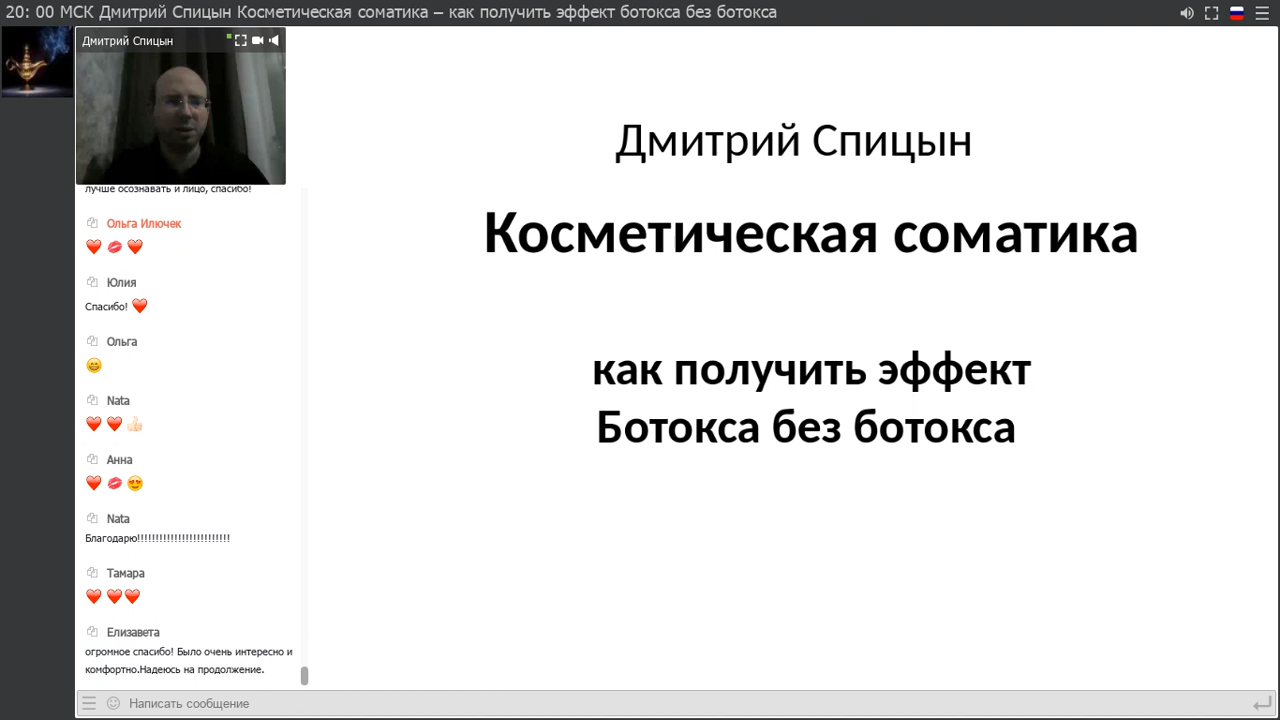 20: 00 МСК Дмитрий Спицын Косметическая соматика – как получить эффект ботокса без ботокса
Дмитрий Спицын
лучше осознавать и лицо, спасибо!
Ольга Илючек
Юлия
Спасибо!
Ольга
Nata
Анна
Nata
Благодарю!!!!!!!!!!!!!!!!!!!!!!!!!
Тамара
Елизавета
огромное спасибо! Было очень интересно и
комфортно.Надеюсь на продолжение.
Написать сообщение
Дмитрий Спицын
Косметическая соматика
как получить эффект
Ботокса без ботокса